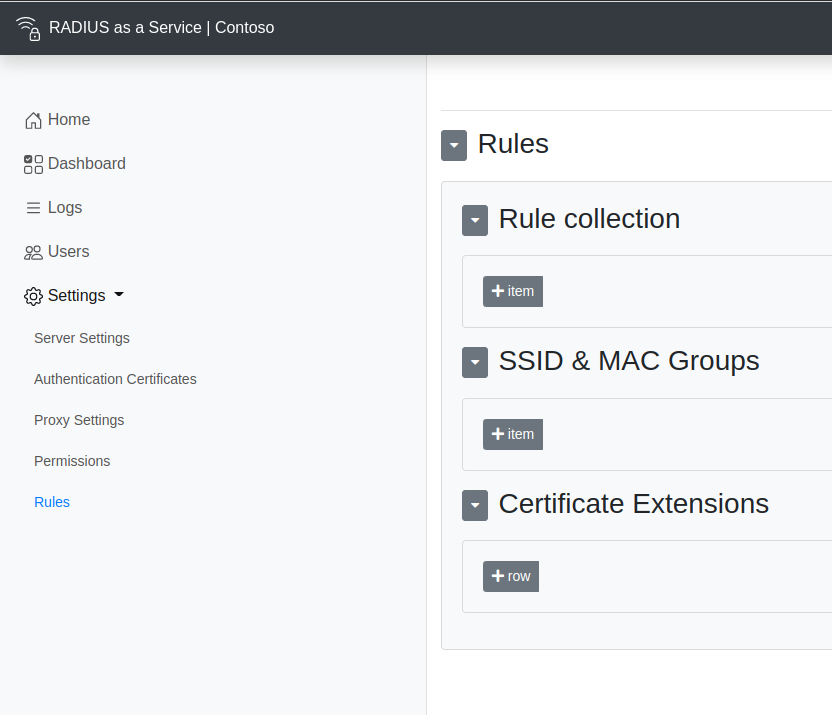 RADIUS as a Service | Contoso
Home
Dashboard
Logs
Users
Settings
Server Settings
Authentication Certificates
Proxy Settings
Permissions
Rules
Rules
Rule collection
item
SSID & MAC Groups
item
Certificate Extensions
row